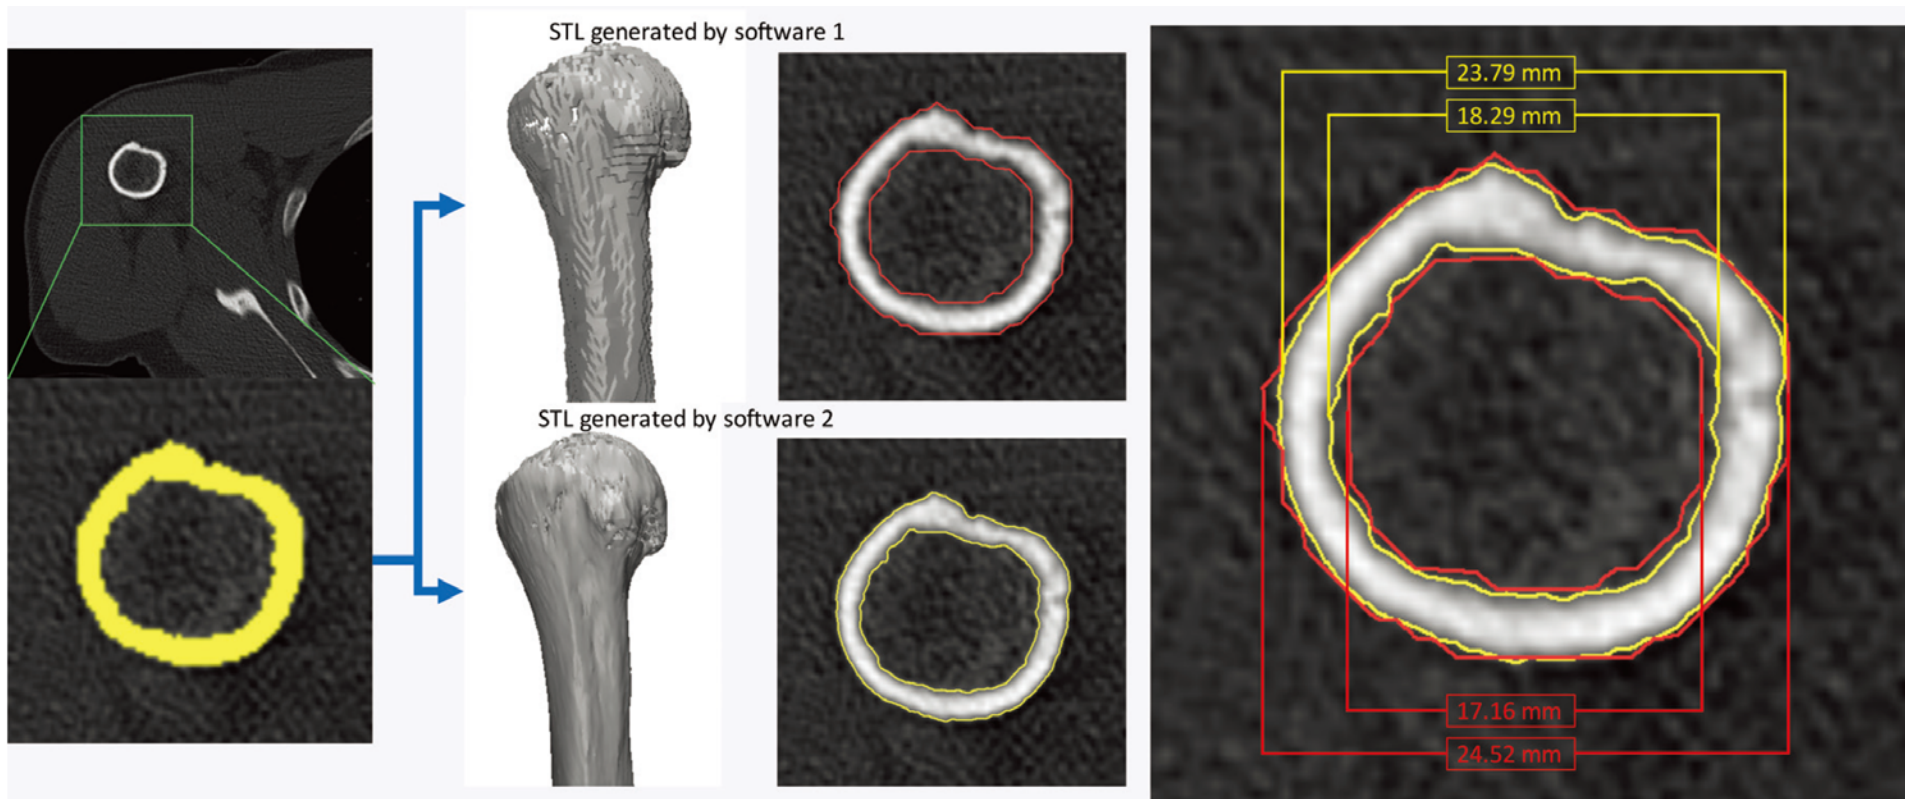 STL generated by software 1
STL generated by software 2
23.79 mm
18.29 mm
17.16 mm
24.52 mm